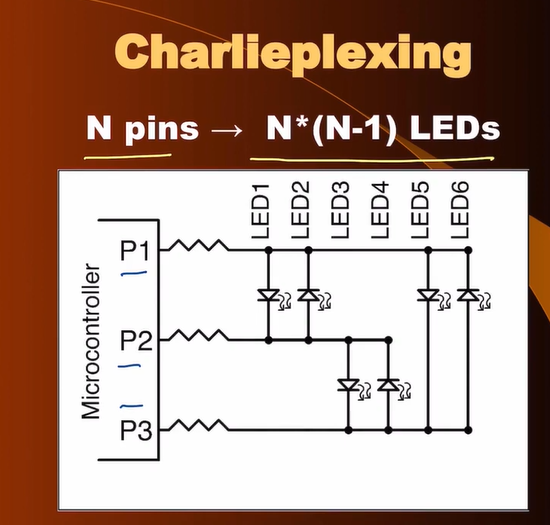 Charlieplexing
N pins → N*(N-1) LEDs
LED1
LED2
LED3
LED4
LED5
LED6
Microcontroller
P1
P2
P3